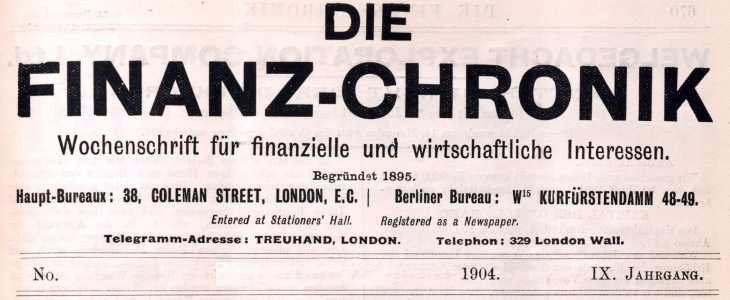 DIE
FINANZ-CHRONIK
Wochenschrift für finanzielle und wirtschaftliche Interessen.
Begründet 1895.
Haupt-Bureaux: 38, COLEMAN STREET, LONDON, E.C. | Berliner Bureau: W15 KURFÜRSTENDAMM 48-49.
Entered at Stationers' Hall. Registered as a Newspaper.
Telegramm-Adresse: TREUHAND, LONDON. Telephon: 329 London Wall.
No. 1904. IX. JAHRGANG.